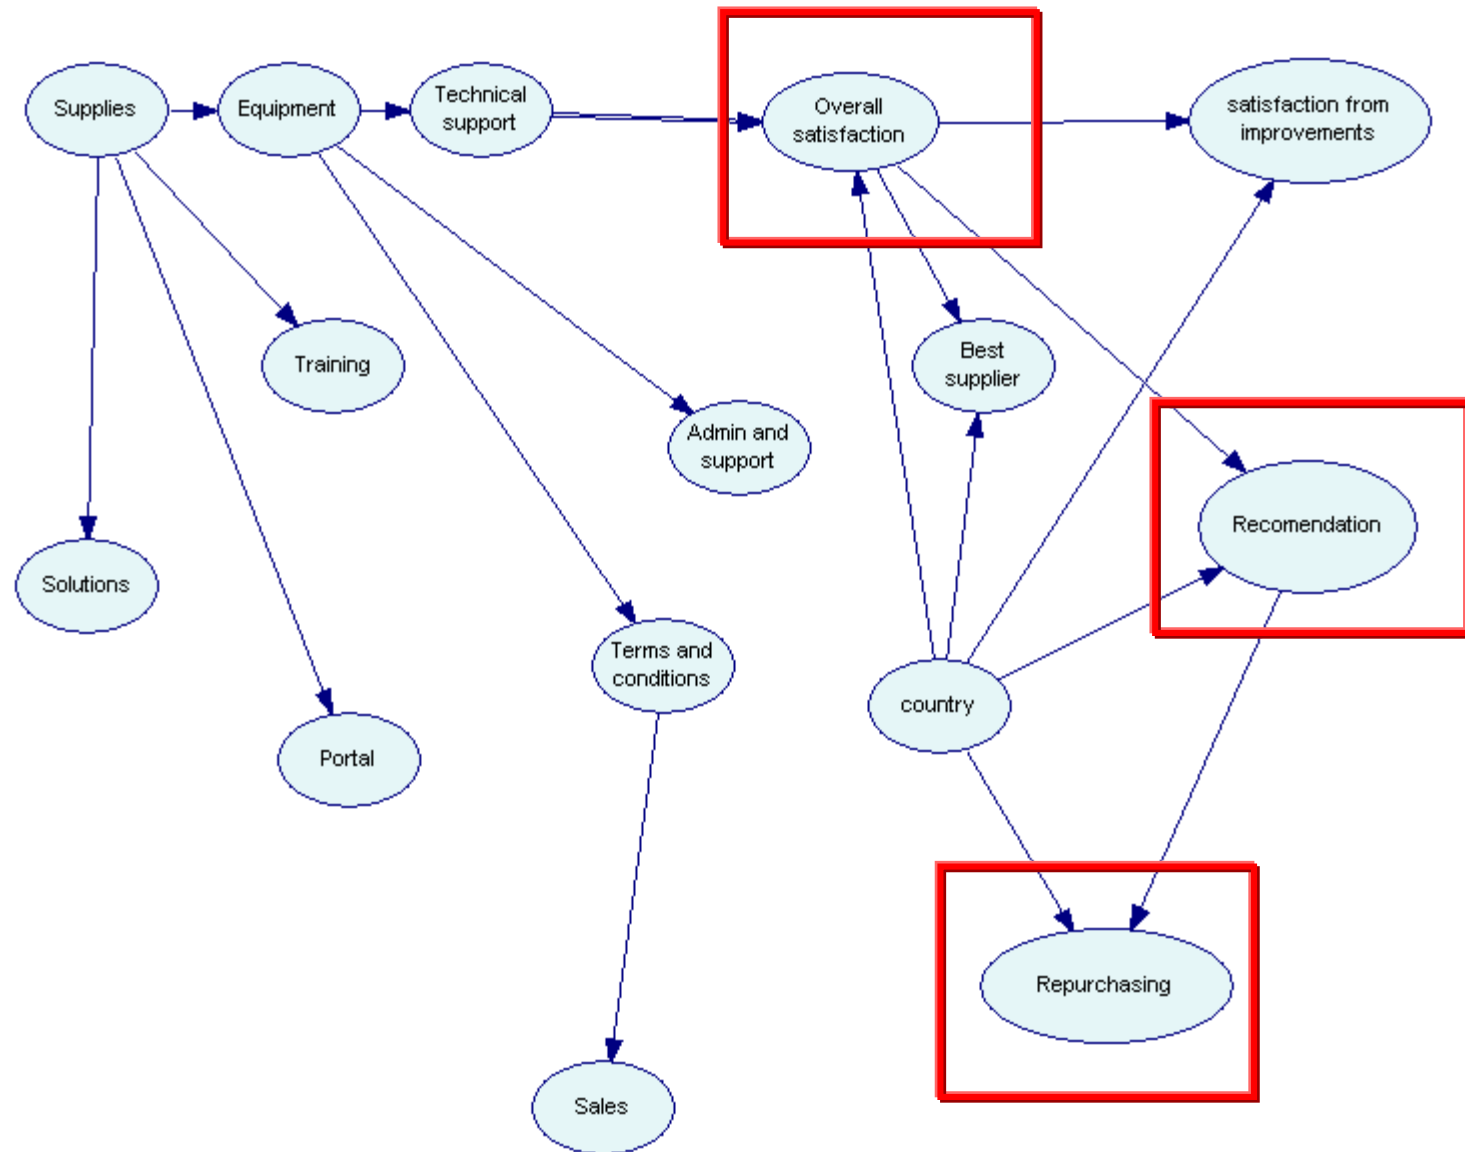 Supplies
Equipment
Technical
support
Overall
satisfaction
satisfaction from
improvements
Training
Best
supplier
Admin and
support
Recomendation
Solutions
Terms and
conditions
country
Portal
Repurchasing
Sales